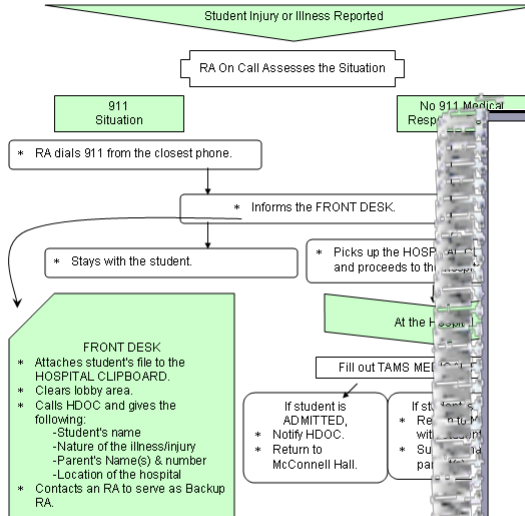 Student Injury or Illness Reported
RA On Call Assesses the Situation
911
Situation
No 911 Medical
* RA dials 911 from the closest phone.
* Informs the FRONT DESK.
* Stays with the student.
* Picks up the HOSPITAL
and proceeds to the
At the
Fill out TAMS
FRONT DESK
* Attaches student's file to the
HOSPITAL CLIPBOARD.
* Clears lobby area.
* Calls HDOC and gives the
following:
-Student's name
-Nature of the illness/injury
-Parent's Name(s) & number
-Location of the hospital
* Contacts an RA to serve as Backup
RA.
If student is
ADMITTED,
* Notify HDOC.
* Return to
McConnell Hall.
If
*
*